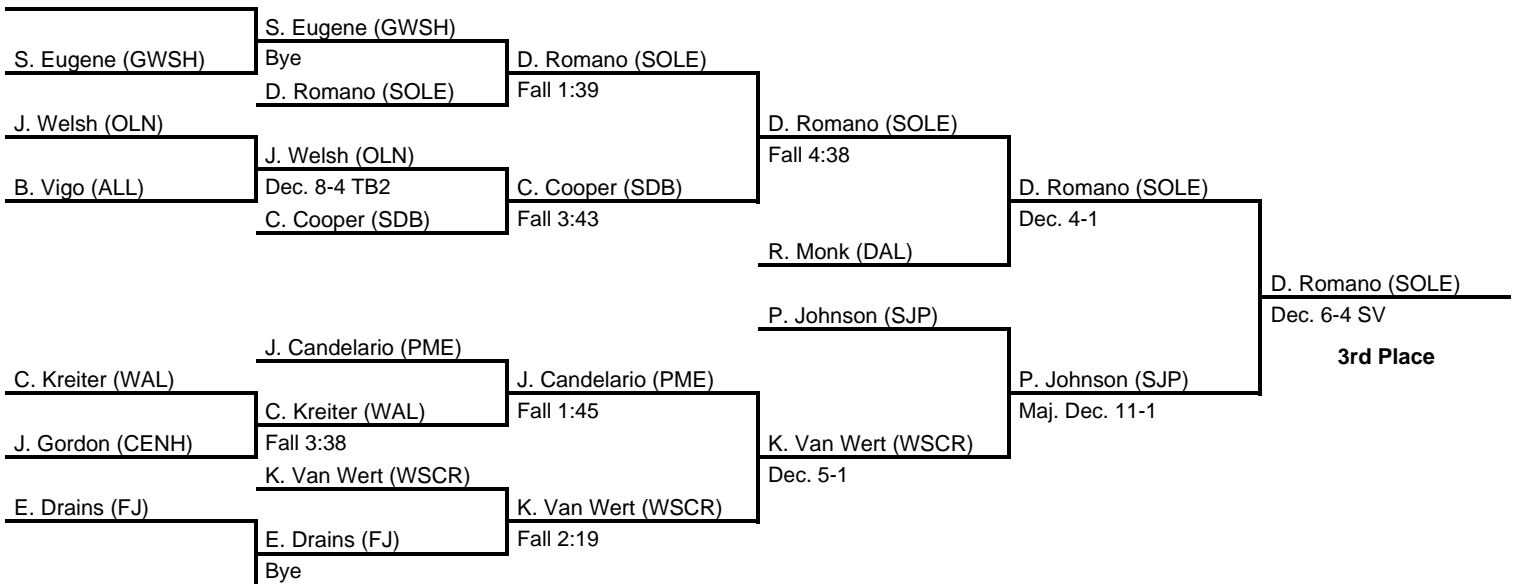 S. Eugene (GWSH)
S. Eugene (GWSH)
Bye
D. Romano (SOLE)
D. Romano (SOLE)
Fall 1:39
J. Welsh (OLN)
D. Romano (SOLE)
J. Welsh (OLN)
Fall 4:38
B. Vigo (ALL)
Dec. 8-4 TB2
C. Cooper (SDB)
D. Romano (SOLE)
C. Cooper (SDB)
Fall 3:43
Dec. 4-1
R. Monk (DAL)
D. Romano (SOLE)
P. Johnson (SJP)
Dec. 6-4 SV
J. Candelario (PME)
3rd Place
C. Kreiter (WAL)
J. Candelario (PME)
P. Johnson (SJP)
C. Kreiter (WAL)
Fall 1:45
Maj. Dec. 11-1
J. Gordon (CENH)
Fall 3:38
K. Van Wert (WSCR)
K. Van Wert (WSCR)
Dec. 5-1
E. Drains (FJ)
K. Van Wert (WSCR)
E. Drains (FJ)
Fall 2:19
Bye